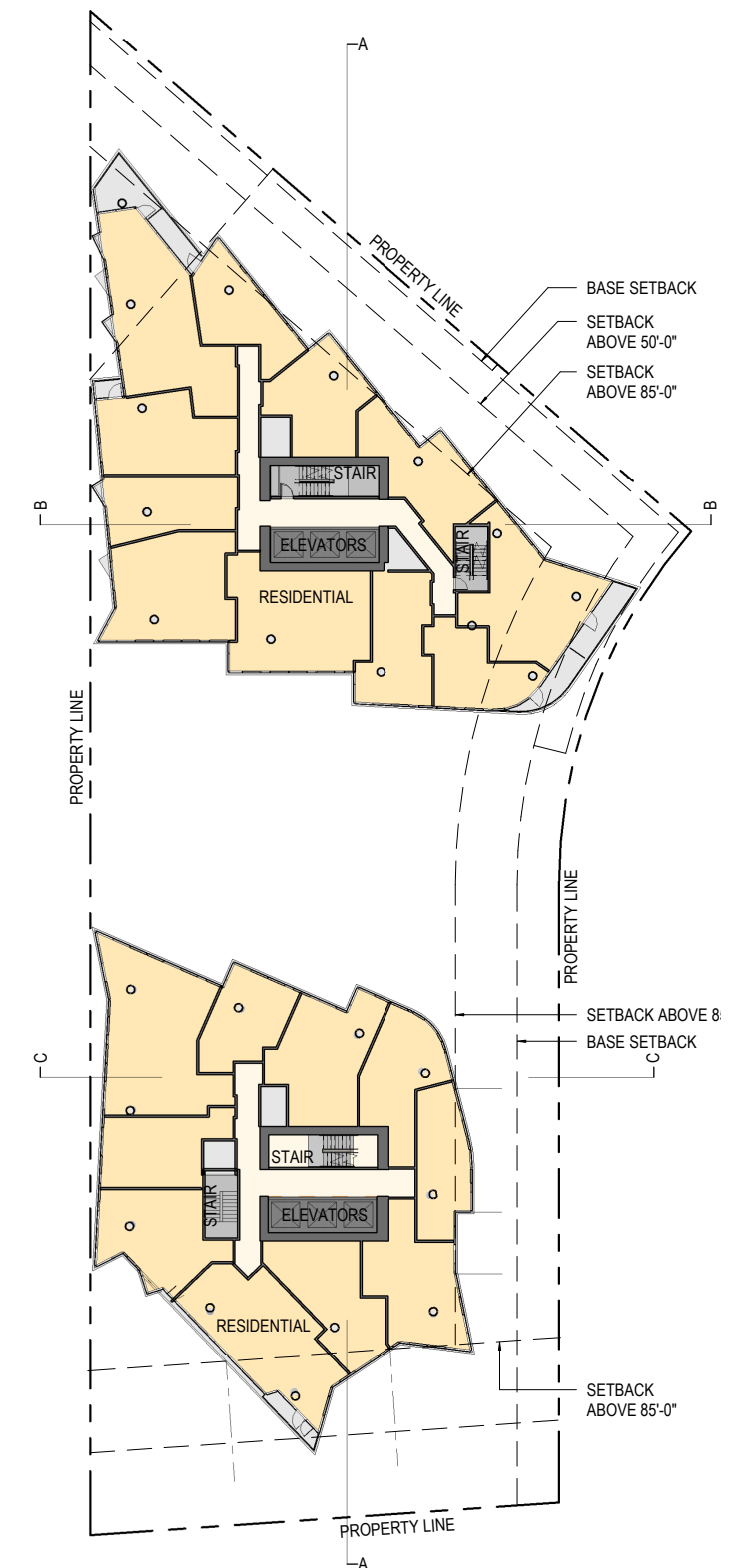 A
PROPERTY LINE
BASE SETBACK
SETBACK
ABOVE 50'-0"
SETBACK
ABOVE 85'-0"
STAIR
B
B
ELEVATORS
STAIR
RESIDENTIAL
PROPERTY LINE
PROPERTY LINE
SETBACK ABOVE 8
BASE SETBACK
C
C
STAIR
STAIR
ELEVATORS
RESIDENTIAL
SETBACK
ABOVE 85'-0"
PROPERTY LINE
A